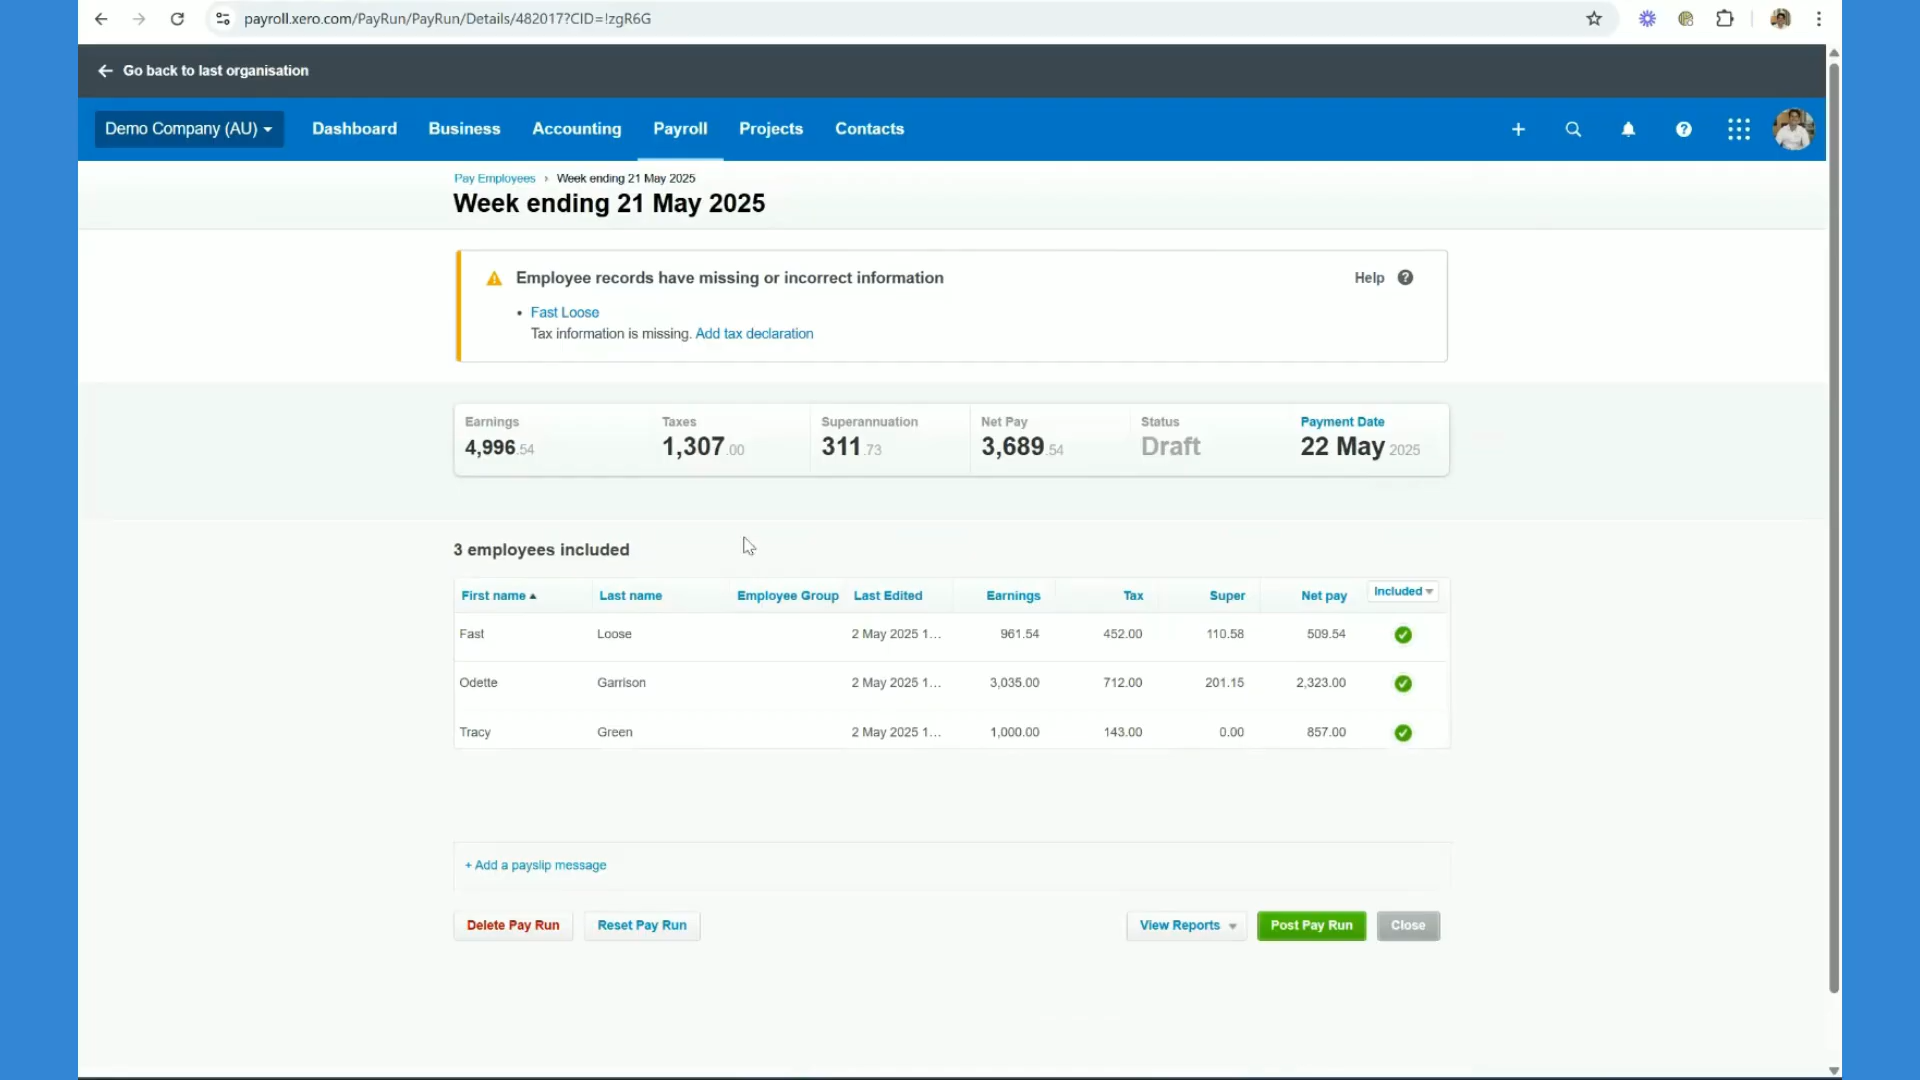 payroll.xero.com/PayRun/PayRun/Details/482017?CID=!zgR6G
Go back to last organisation
Demo Company (AU) Dashboard Business Accounting Payroll Projects Contacts
Pay Employees › Week ending 21 May 2025
Week ending 21 May 2025
Employee records have missing or incorrect information Help
• Fast Loose
Tax information is missing. Add tax declaration
Earnings Taxes Superannuation Net Pay Status Payment Date
4,996.54 1,307.00 311.73 3,689.54 Draft 22 May 2025
3 employees included
First name Last name Employee Group Last Edited Earnings Tax Super Net pay Included
Fast Loose 2 May 2025 1... 961.54 452.00 110.58 509.54
Odette Garrison 2 May 2025 1... 3,035.00 712.00 201.15 2,323.00
Tracy Green 2 May 2025 1... 1,000.00 143.00 0.00 857.00
+ Add a payslip message
Delete Pay Run Reset Pay Run View Reports Post Pay Run Close